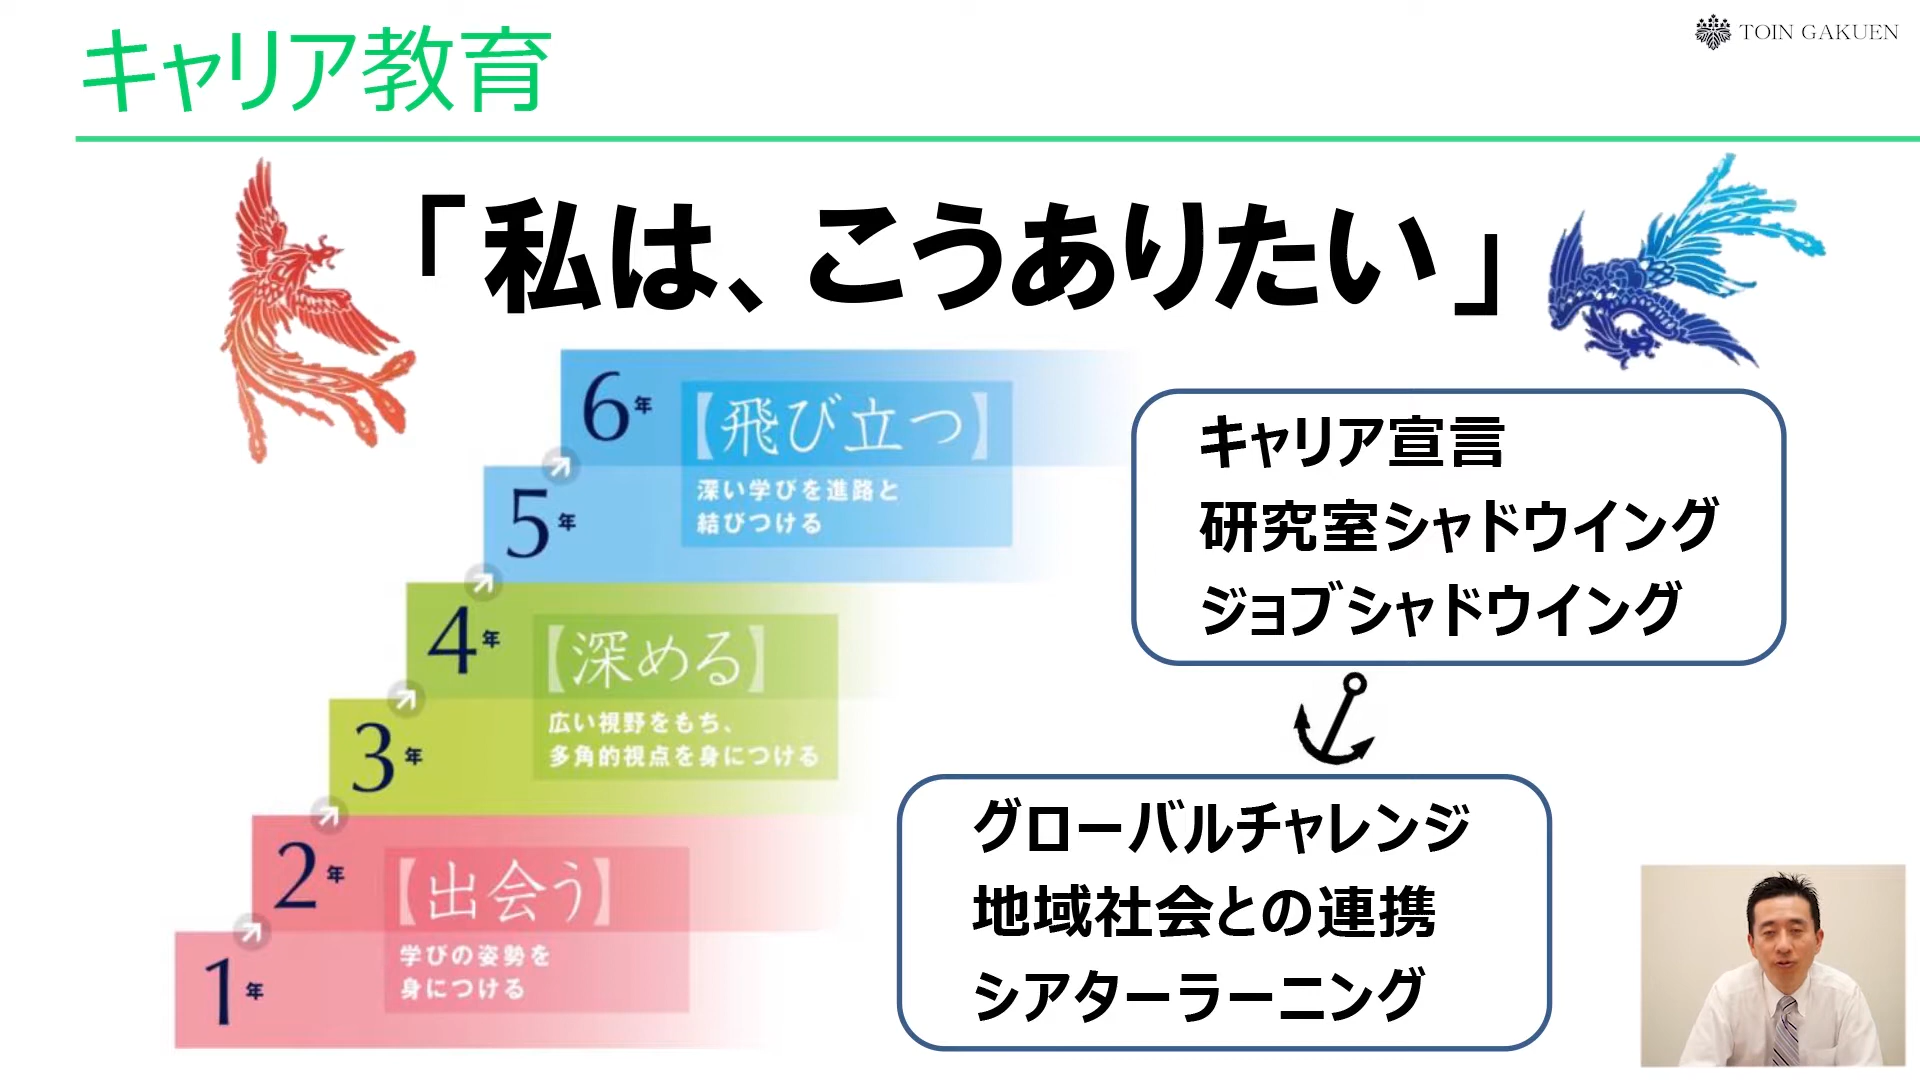 キャリア教育
TOIN GAKUEN
「私は、こうありたい」
6年
【飛び立つ】
深い学びを進路と
結びつける
5年
4年
【深める】
広い視野をもち、
多角的視点を身につける
3年
2年
【出会う】
学びの姿勢を
身につける
1年
キャリア宣言
研究室シャドウイング
ジョブシャドウイング
グローバルチャレンジ
地域社会との連携
シアターラーニング